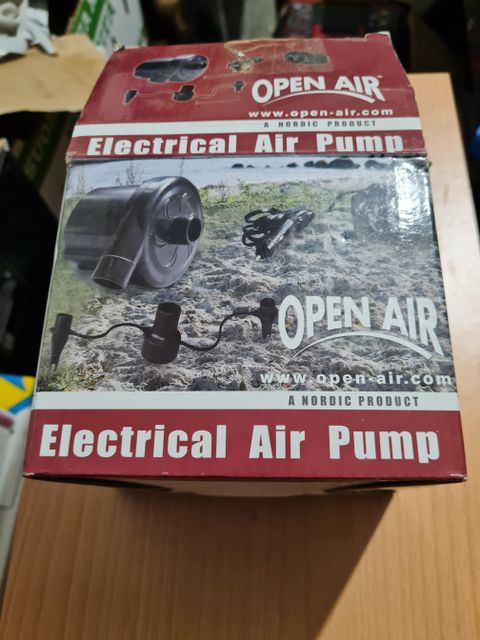 OPEN AIR
www.open-air.com
A NORDIC PRODUCT
Electrical Air Pump
OPEN AIR
www.open-air.com
A NORDIC PRODUCT
Electrical Air Pump